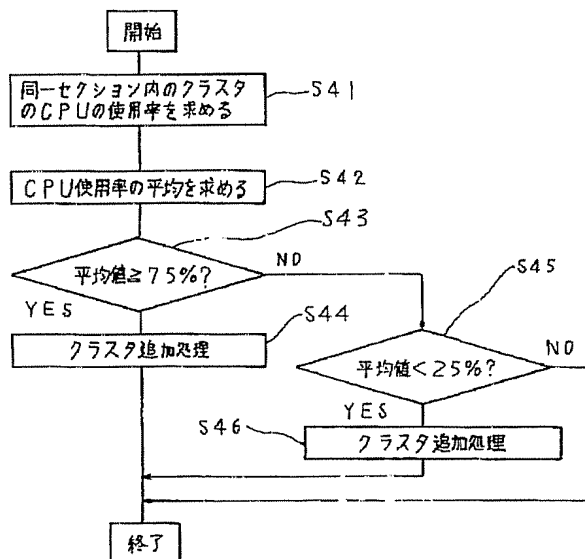 開始
同一セクション内のクラスタ
のCPUの使用率を求める
S41
CPU使用率の平均を求める
S42
S43
平均値≧75%?
NO
YES
S45
S44
クラスタ追加処理
平均値<25%?
NO
YES
S46
クラスタ追加処理
終了